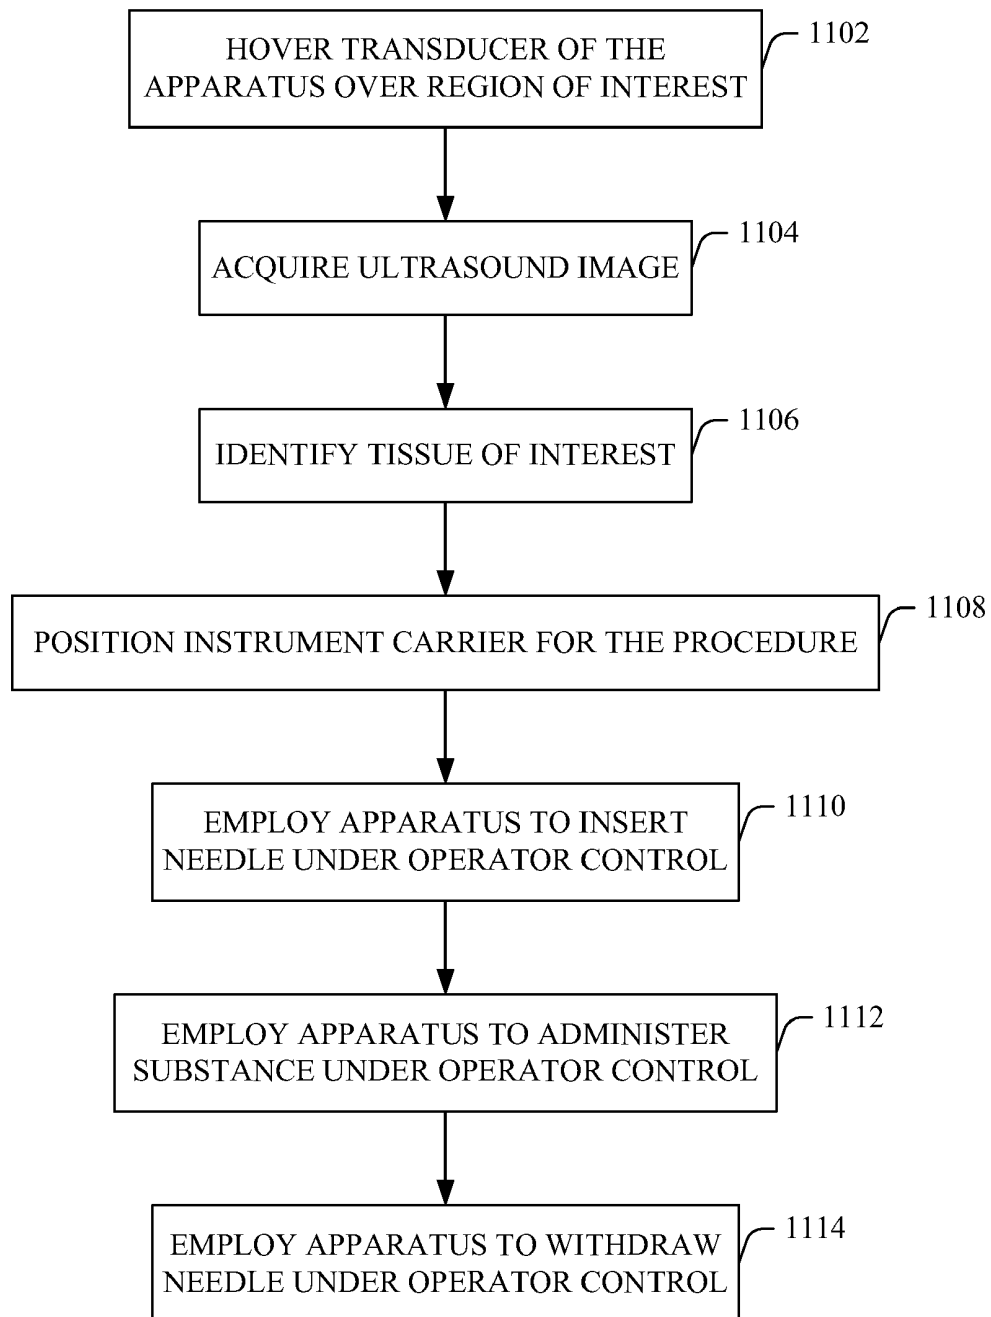 HOVER TRANSDUCER OF THE
APPARATUS OVER REGION OF INTEREST
1102
ACQUIRE ULTRASOUND IMAGE
1104
IDENTIFY TISSUE OF INTEREST
1106
POSITION INSTRUMENT CARRIER FOR THE PROCEDURE
1108
EMPLOY APPARATUS TO INSERT
NEEDLE UNDER OPERATOR CONTROL
1110
EMPLOY APPARATUS TO ADMINISTER
SUBSTANCE UNDER OPERATOR CONTROL
1112
EMPLOY APPARATUS TO WITHDRAW
NEEDLE UNDER OPERATOR CONTROL
1114